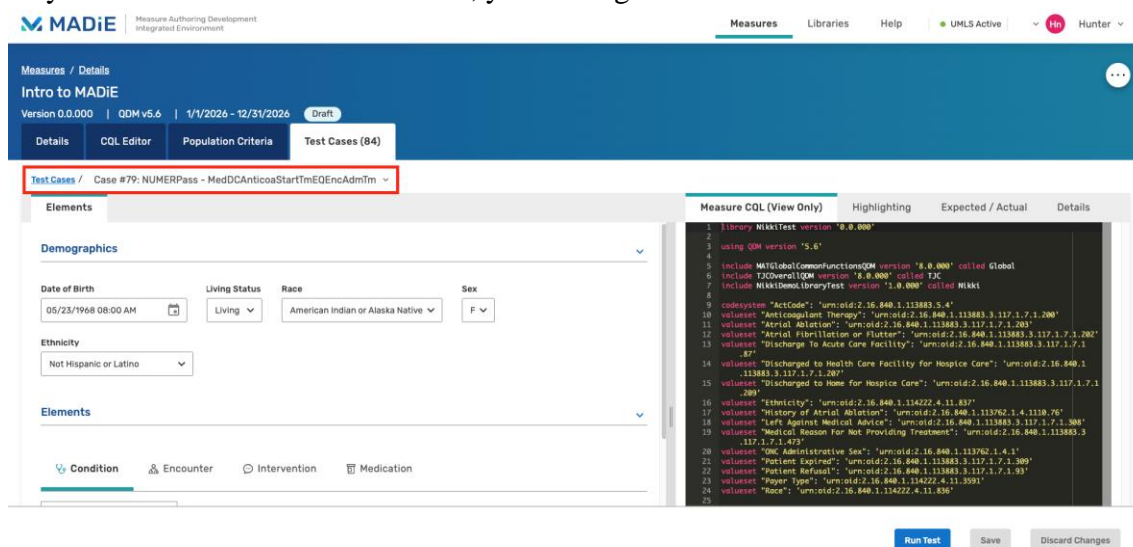 MADiE
Measure Authoring Development
Integrated Environment
Measures Libraries Help UMLS Active Hn Hunter
Measures / Details
Intro to MADiE
Version 0.0.000 | QDM v5.6 | 1/1/2026 - 12/31/2026 Draft
Details CQL Editor Population Criteria Test Cases (84)
Test Cases / Case #79: NUMERPass - MedDCAnticoaStartTmEQEncAdmTm
Elements
Demographics
Date of Birth Living Status Race Sex
05/23/1968 08:00 AM Living American Indian or Alaska Native F
Ethnicity
Not Hispanic or Latino
Elements
Condition Encounter Intervention Medication
Measure CQL (View Only) Highlighting Expected / Actual Details
1 library NikkiTest version '0.0.000'
2
3 using QDM version '5.6'
4
5 include MATGlobalCommonFunctionsQDM version '8.0.000' called Global
6 include TJCOverallQDM version '8.0.000' called TJC
7 include NikkiDemoLibraryTest version '1.0.000' called Nikki
8
9 codesystem "ActCode": 'urn:oid:2.16.840.1.113883.5.4'
10 valueset "Anticoagulant Therapy": 'urn:oid:2.16.840.1.113883.3.117.1.7.1.200'
11 valueset "Atrial Ablation": 'urn:oid:2.16.840.1.113883.3.117.1.7.1.203'
12 valueset "Atrial Fibrillation or Flutter": 'urn:oid:2.16.840.1.113883.3.117.1.7.1.202'
13 valueset "Discharge To Acute Care Facility": 'urn:oid:2.16.840.1.113883.3.117.1.7.1
.87'
14 valueset "Discharged to Health Care Facility for Hospice Care": 'urn:oid:2.16.840.1
.113883.3.117.1.7.1.207'
15 valueset "Discharged to Home for Hospice Care": 'urn:oid:2.16.840.1.113883.3.117.1.7.1
.209'
16 valueset "Ethnicity": 'urn:oid:2.16.840.1.114222.4.11.837'
17 valueset "History of Atrial Ablation": 'urn:oid:2.16.840.1.113762.1.4.1110.76'
18 valueset "Left Against Medical Advice": 'urn:oid:2.16.840.1.113883.3.117.1.7.1.308'
19 valueset "Medical Reason For Not Providing Treatment": 'urn:oid:2.16.840.1.113883.3
.117.1.7.1.473'
20 valueset "ONC Administrative Sex": 'urn:oid:2.16.840.1.113762.1.4.1'
21 valueset "Patient Expired": 'urn:oid:2.16.840.1.113883.3.117.1.7.1.309'
22 valueset "Patient Refusal": 'urn:oid:2.16.840.1.113883.3.117.1.7.1.93'
23 valueset "Payer Type": 'urn:oid:2.16.840.1.114222.4.11.3591'
24 valueset "Race": 'urn:oid:2.16.840.1.114222.4.11.836'
25
Run Test Save Discard Changes